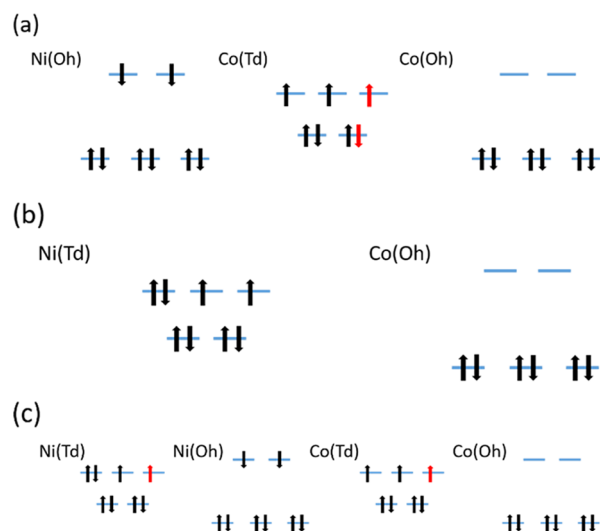 (a)
Ni(Oh) Co(Td) Co(Oh)
(b)
Ni(Td) Co(Oh)
(c)
Ni(Td) Ni(Oh) Co(Td) Co(Oh)